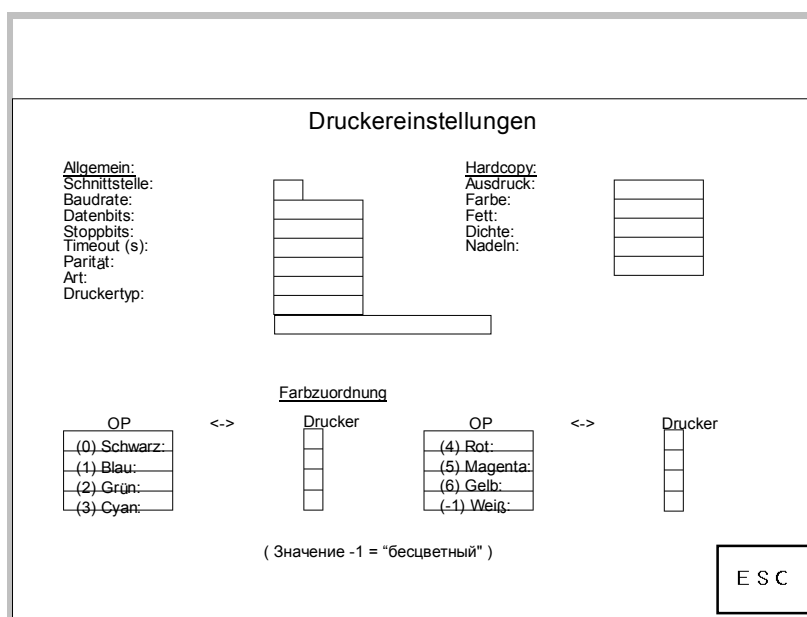 Druckereinstellungen
Allgemein:
Schnittstelle:
Baudrate:
Datenbits:
Stoppbits:
Timeout (s):
Parität:
Art:
Druckertyp:
Hardcopy:
Ausdruck:
Farbe:
Fett:
Dichte:
Nadeln:
Farbzuordnung
OP <-> Drucker OP <-> Drucker
(0) Schwarz: (4) Rot:
(1) Blau: (5) Magenta:
(2) Grün: (6) Gelb:
(3) Cyan: (-1) Weiß:
( Значение -1 = “бесцветный" )
ESC